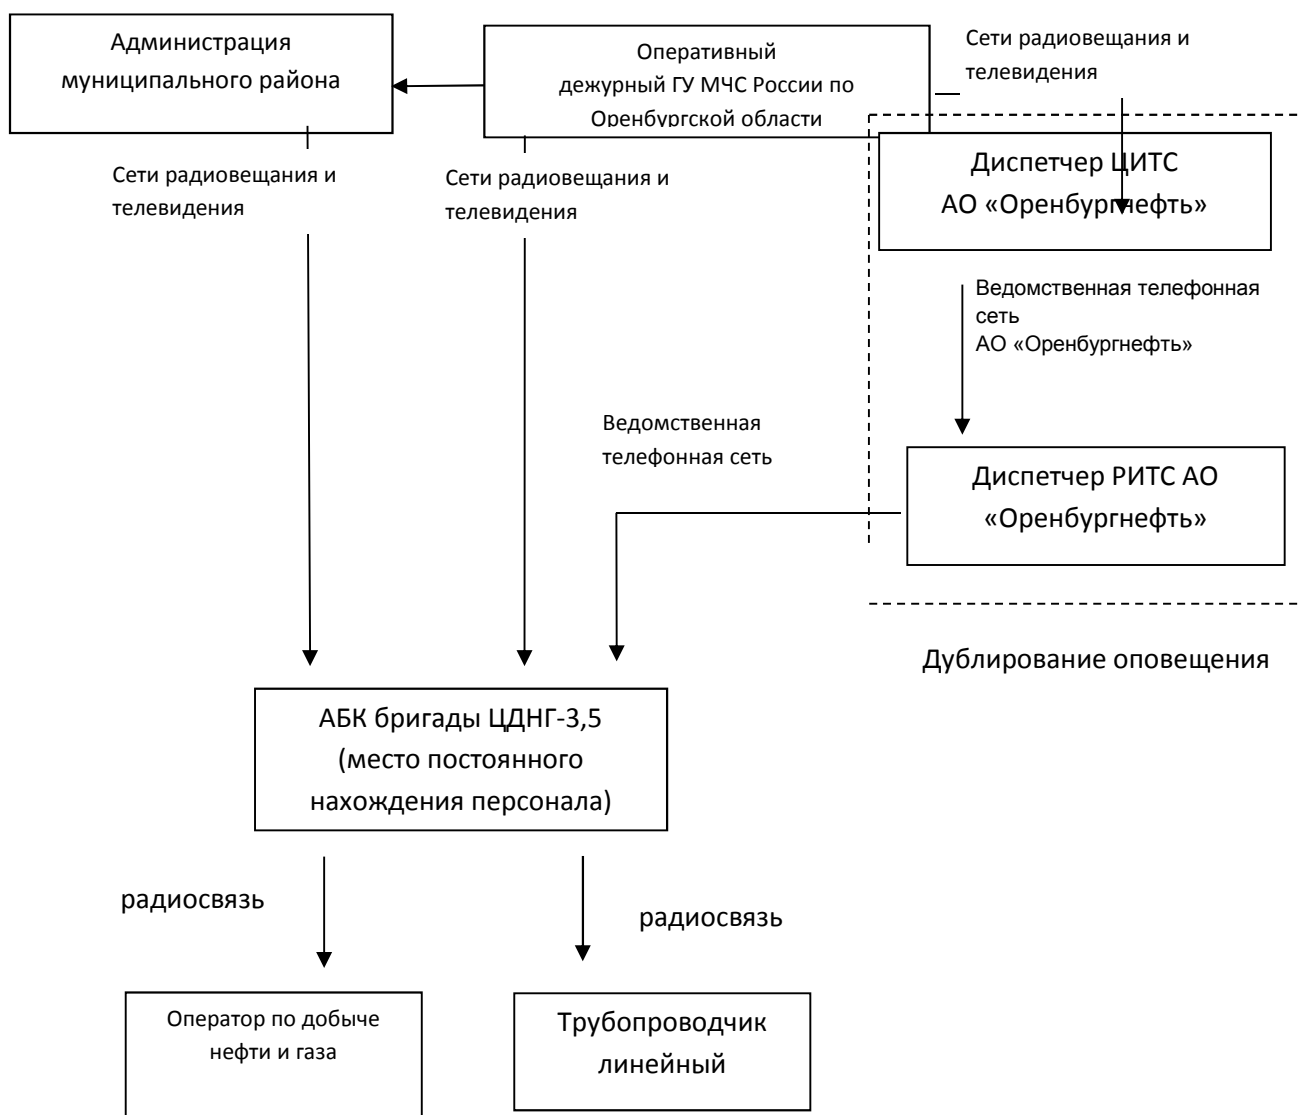 Администрация
муниципального района
Оперативный
дежурный ГУ МЧС России по
Оренбургской области
Сети радиовещания и
телевидения
Диспетчер ЦИТС
АО «Оренбургнефть»
Сети радиовещания и
телевидения
Сети радиовещания и
телевидения
Ведомственная телефонная
сеть
АО «Оренбургнефть»
Ведомственная
телефонная сеть
Диспетчер РИТС АО
«Оренбургнефть»
Дублирование оповещения
АБК бригады ЦДНГ-3,5
(место постоянного
нахождения персонала)
радиосвязь
радиосвязь
Оператор по добыче
нефти и газа
Трубопроводчик
линейный